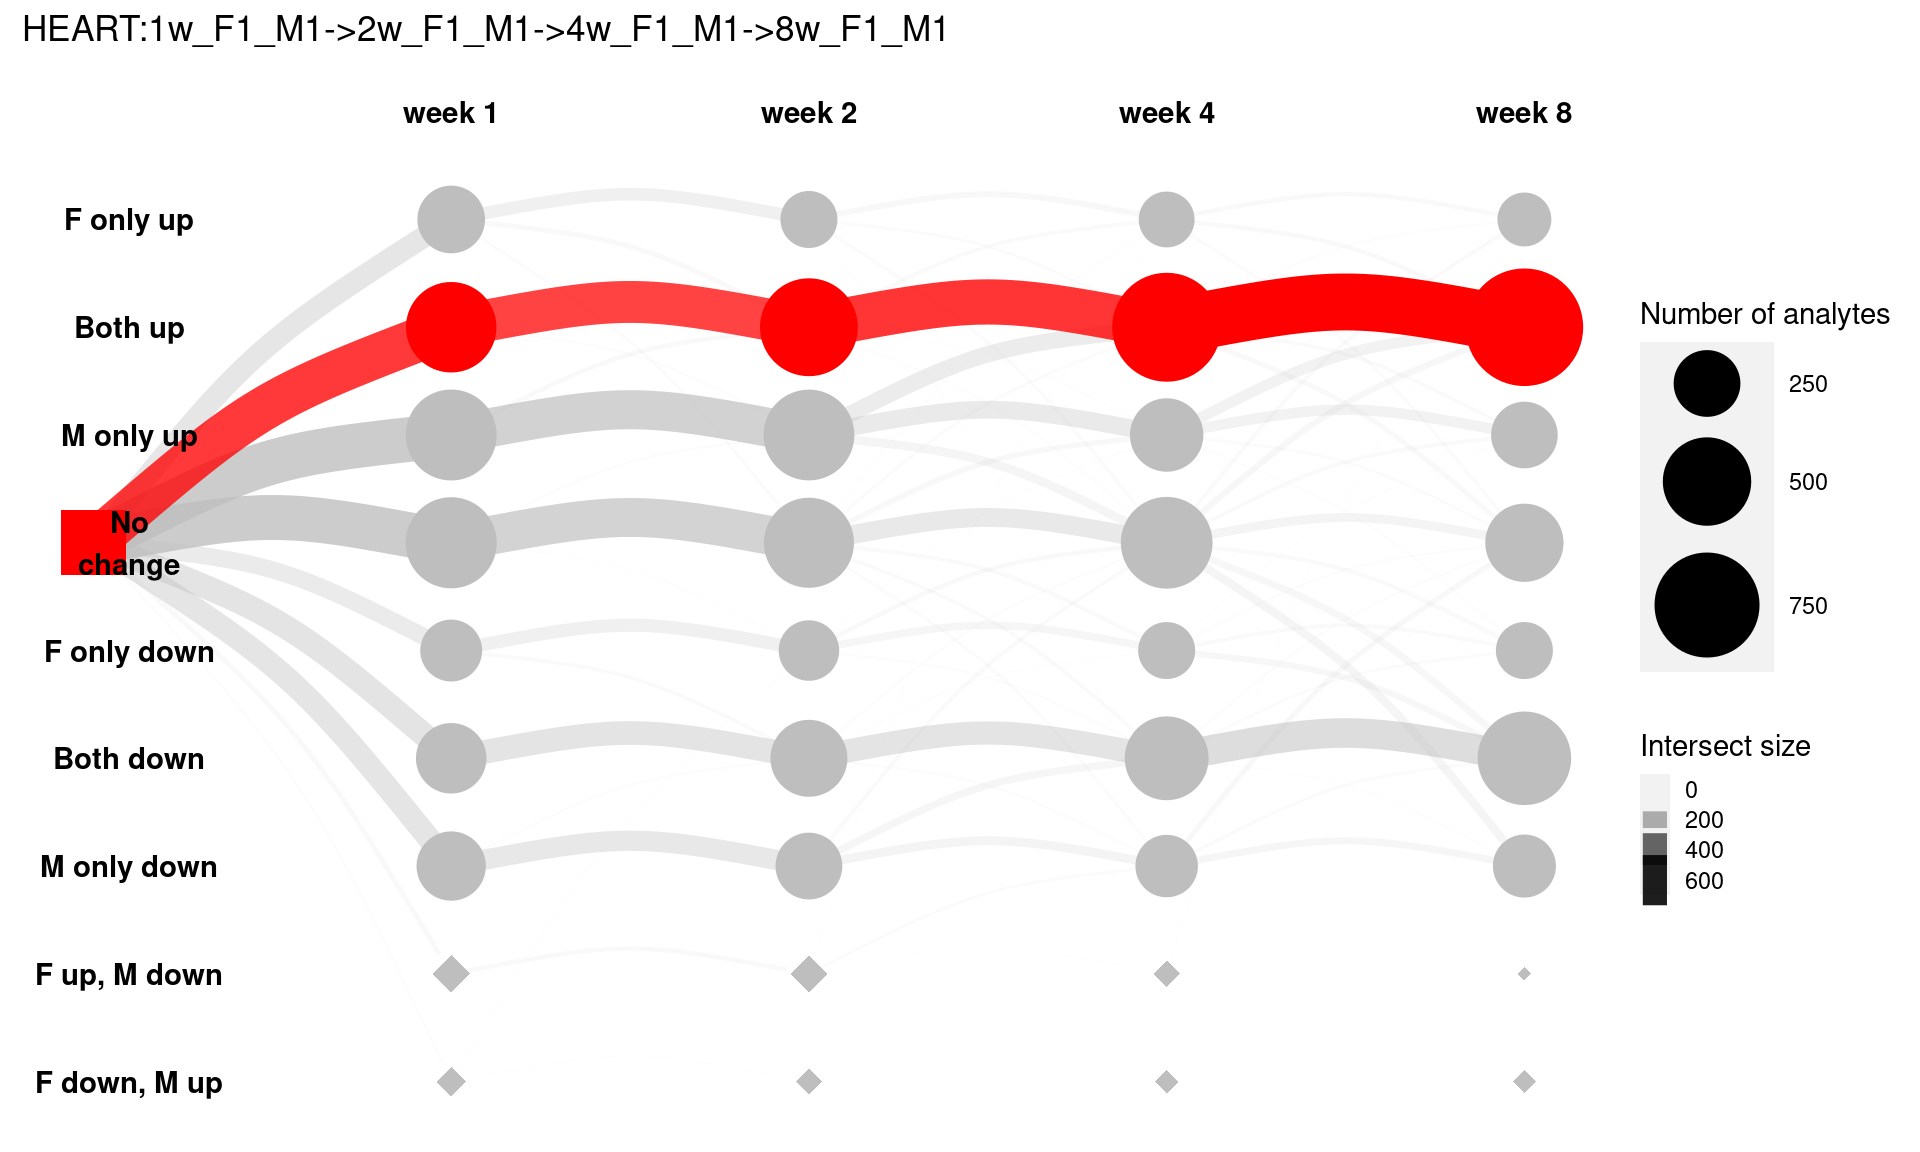 HEART:1w_F1_M1->2w_F1_M1->4w_F1_M1->8w_F1_M1
week 1
week 2
week 4
week 8
F only up
Both up
M only up
No
change
F only down
Both down
M only down
F up, M down
F down, M up
Number of analytes
250
500
750
Intersect size
0
200
400
600